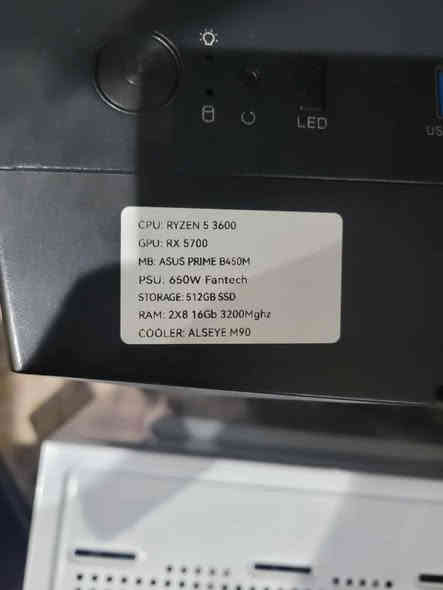 LED
US
CPU: RYZEN 5 3600
GPU: RX 5700
MB: ASUS PRIME B450M
PSU: 650W Fantech
STORAGE: 512GB SSD
RAM: 2X8 16Gb 3200Mghz
COOLER: ALSEYE M90